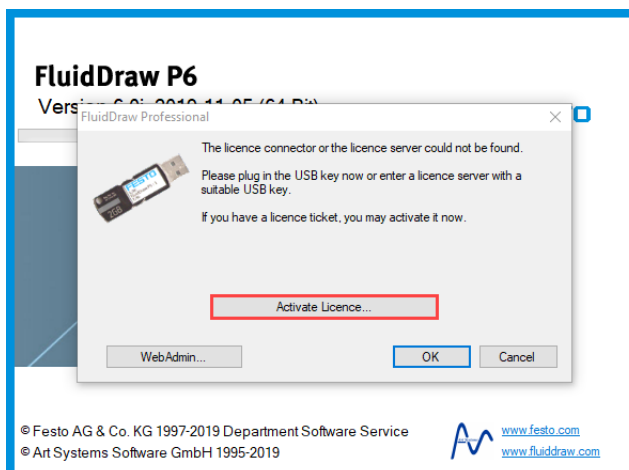 FluidDraw P6
FluidDraw Professional
The licence connector or the licence server could not be found.
Please plug in the USB key now or enter a licence server with a
suitable USB key.
FESTO
2GB
If you have a licence ticket, you may activate it now.
Activate Licence...
WebAdmin...
OK
Cancel
© Festo AG & Co. KG 1997-2019 Department Software Service
www.festo.com
© Art Systems Software GmbH 1995-2019
www.fluiddraw.com